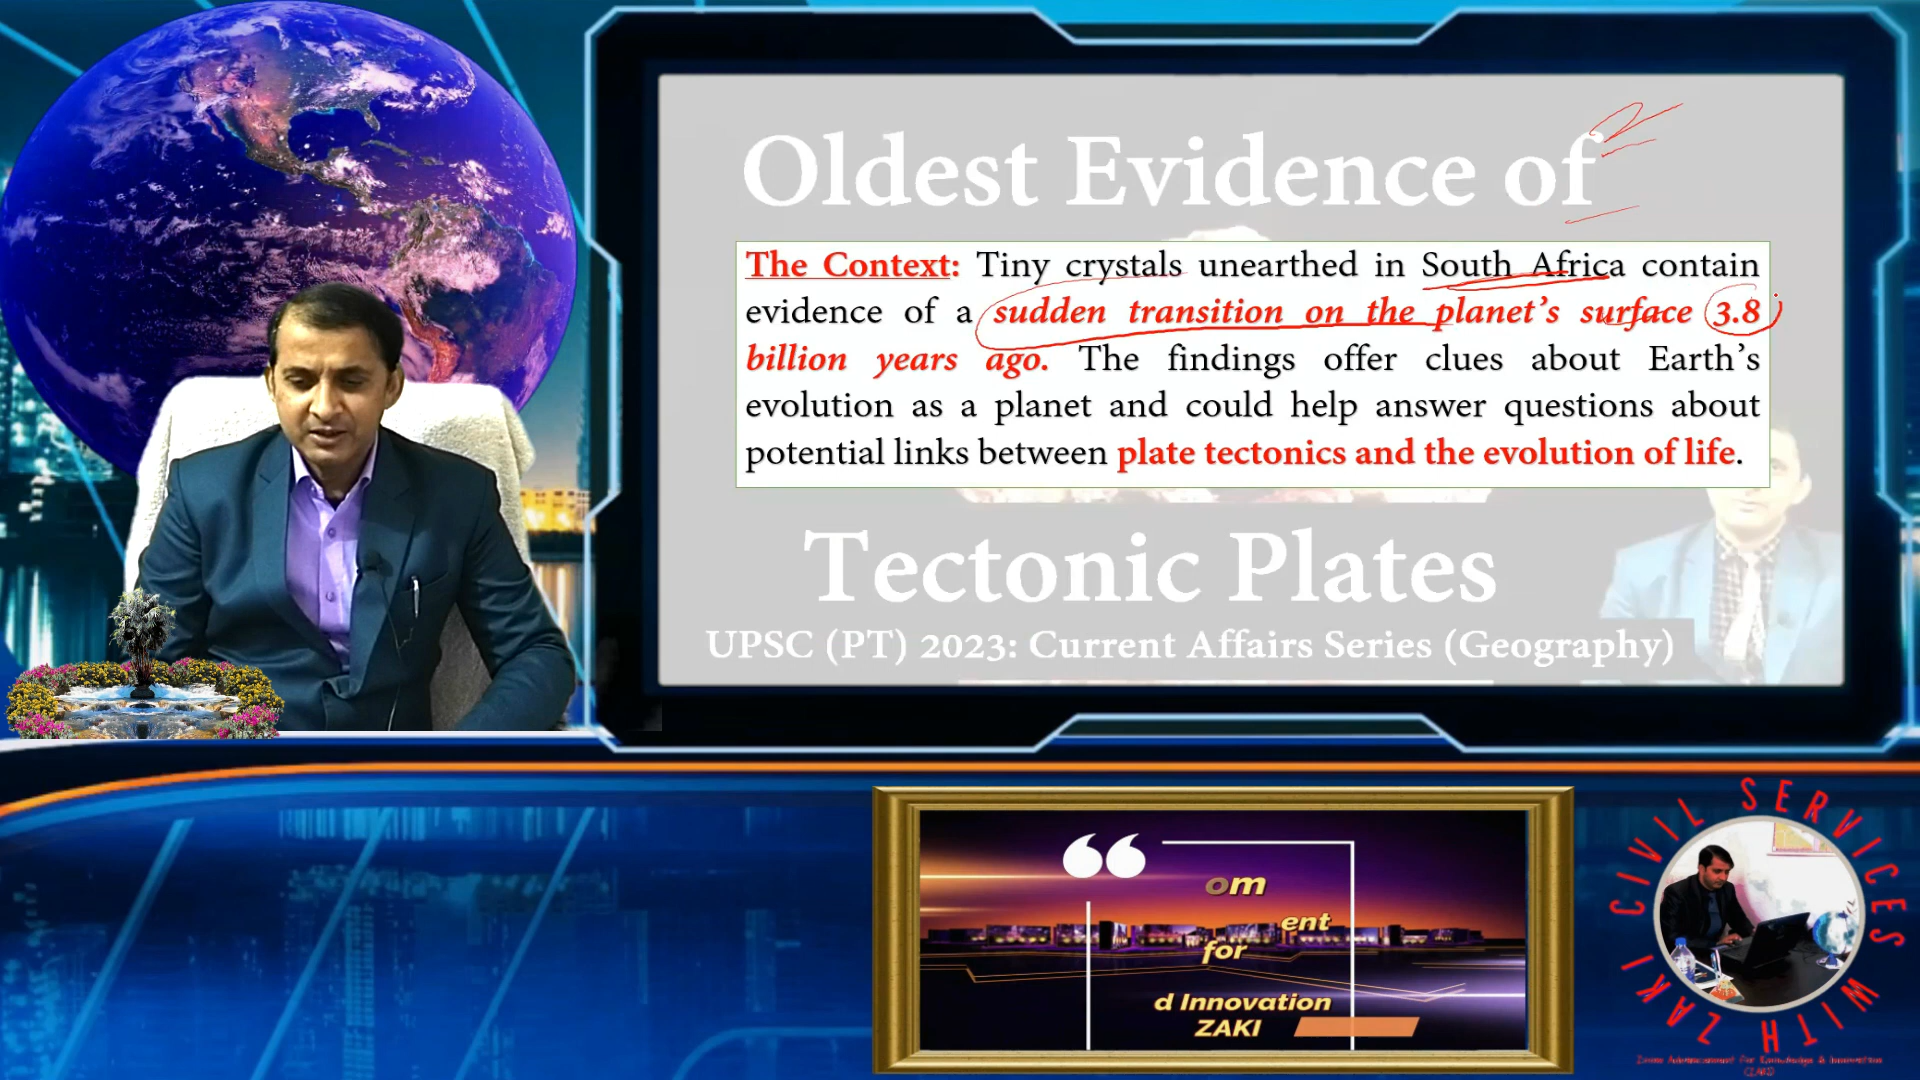 Oldest Evidence of
The Context: Tiny crystals unearthed in South Africa contain
evidence of a sudden transition on the planet's surface 3.8
billion years ago. The findings offer clues about Earth's
evolution as a planet and could help answer questions about
potential links between plate tectonics and the evolution of life.
Tectonic Plates
UPSC (PT) 2023: Current Affairs Series (Geography)
om
ent
for
d Innovation
ZAKI
CIVIL SERVICES WITH ZAKI